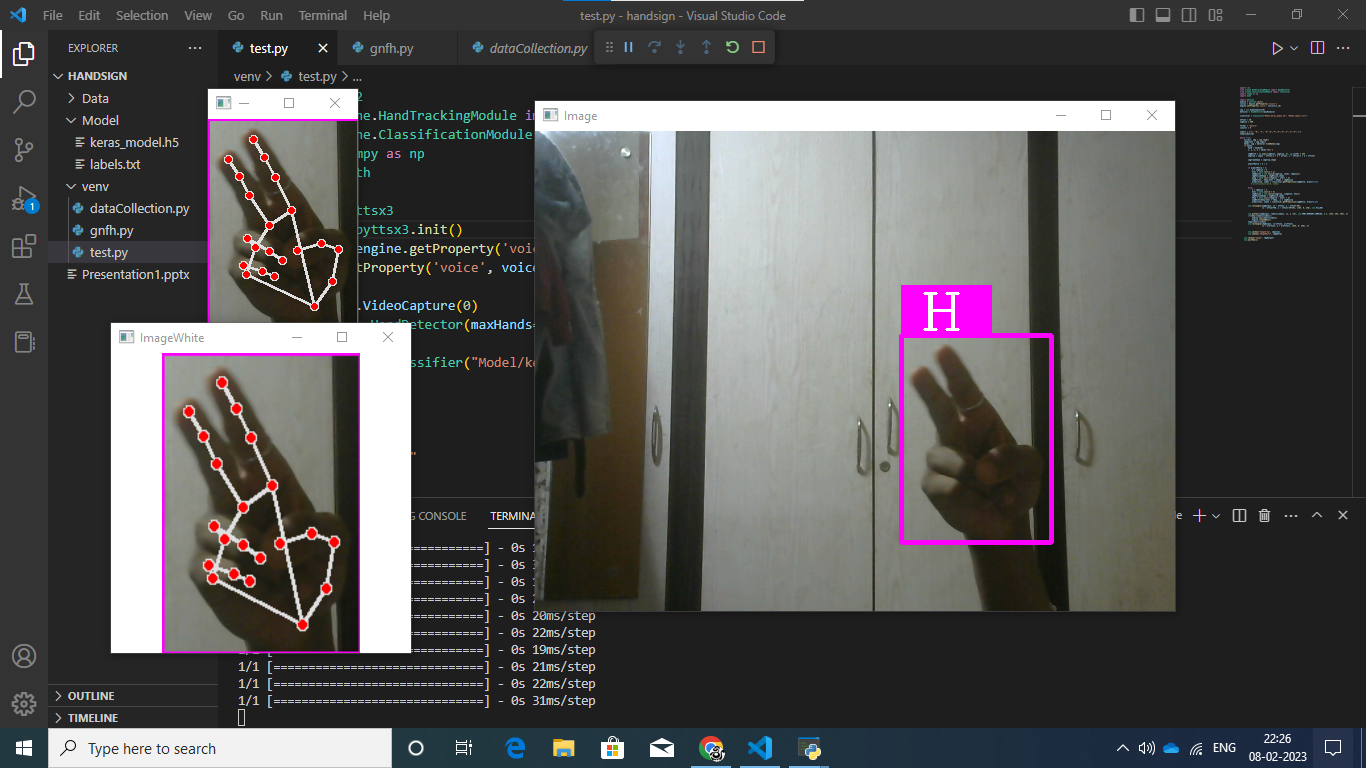 File Edit Selection View Go Run Terminal Help
test.py - handsign - Visual Studio Code
EXPLORER
HANDSIGN
Data
Model
keras_model.h5
labels.txt
venv
dataCollection.py
gnfh.py
test.py
Presentation1.pptx
OUTLINE
TIMELINE
1
test.py gnfh.py dataCollection.py
venv > test.py > ...
2
ne.HandTrackingModule
ne.ClassificationModule
mpy as np
th
ttsx3
pyttsx3.init()
engine.getProperty('voi
tProperty('voice', voice
.VideoCapture(0)
HandDetector(maxHands=
ssifier("Model/ke
"
Image
H
ImageWhite
G CONSOLE TERMINA
===========] - 0s
===========] - 0s
===========] - 0s
===========] - 0s
===========] - 0s 20ms/step
===========] - 0s 22ms/step
===========] - 0s 19ms/step
1/1 [==============================] - 0s 21ms/step
1/1 [==============================] - 0s 22ms/step
1/1 [==============================] - 0s 31ms/step
Type here to search
ENG
22:26
08-02-2023